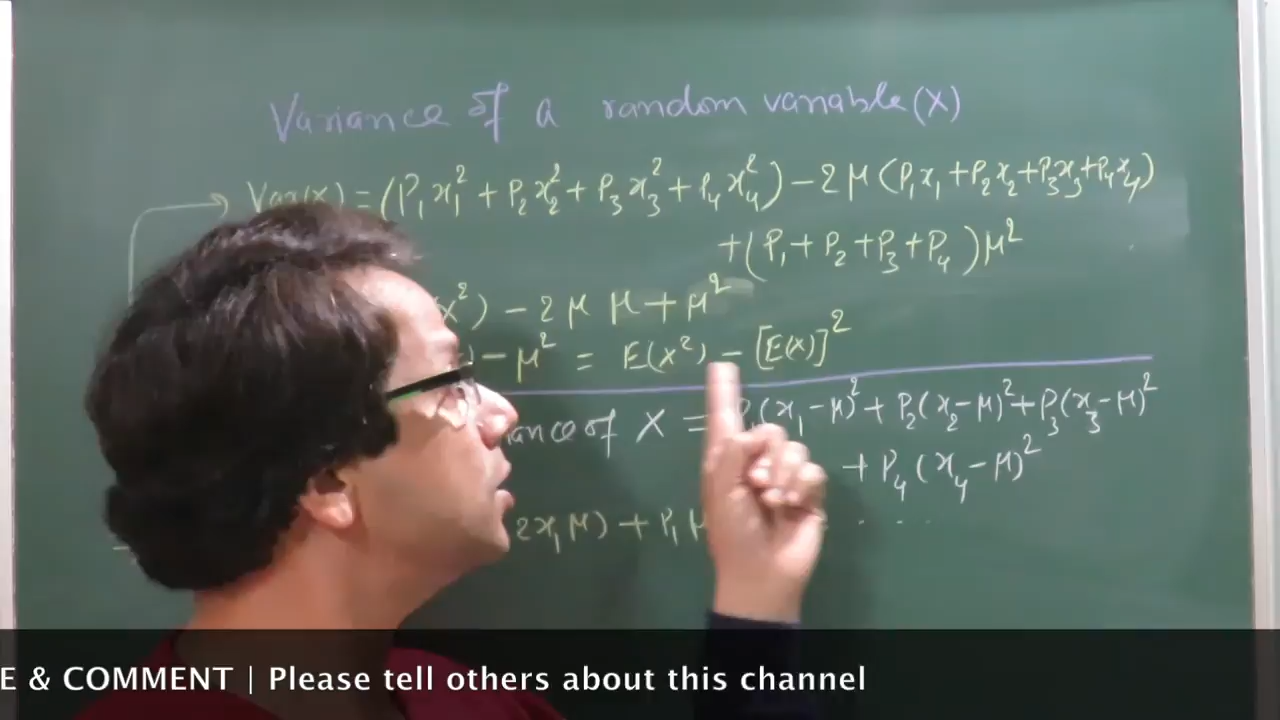 Variance of a random variable (X)
Var(X) = (P₁x₁² + P₂x₂² + P₃x₃² + P₄x₄²) – 2μ(P₁x₁ + P₂x₂ + P₃x₃ + P₄x₄)
+ (P₁ + P₂ + P₃ + P₄)μ²
x²) – 2μ μ + μ²
) – μ² = E(x²) – [E(x)]²
ance of X = P₁(x₁ – μ)² + P₂(x₂ – μ)² + P₃(x₃ – μ)²
+ P₄(x₄ – μ)²
2x₁μ) + P₁μ ....
E & COMMENT | Please tell others about this channel